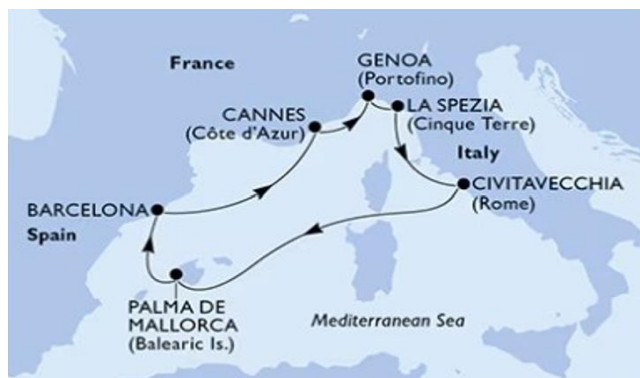 France
GENOA
(Portofino)
CANNES
(Côte d'Azur)
LA SPEZIA
(Cinque Terre)
Italy
BARCELONA
Spain
CIVITAVECCHIA
(Rome)
PALMA DE
MALLORCA
(Balearic Is.)
Mediterranean Sea